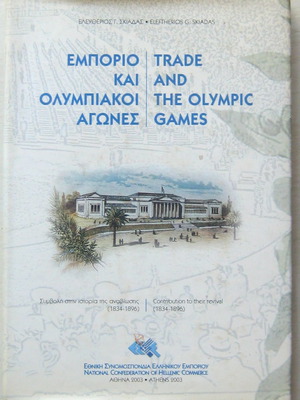 ΕΛΕΥΘΕΡΙΟΣ Γ. ΣΚΙΑΔΑΣ • ELEFTHERIOS G. SKIADAS
ΕΜΠΟΡΙΟ
ΚΑΙ
ΟΛΥΜΠΙΑΚΟΙ
ΑΓΩΝΕΣ
TRADE
AND
THE OLYMPIC
GAMES
Συμβολή στην ιστορία της αναβίωσης
(1834-1896)
Contribution to their revival
(1834-1896)
ΕΘΝΙΚΗ ΣΥΝΟΜΟΣΠΟΝΔΙΑ ΕΛΛΗΝΙΚΟΥ ΕΜΠΟΡΙΟΥ
NATIONAL CONFEDERATION OF HELLENIC COMMERCE
ΑΘΗΝΑ 2003 • ATHENS 2003